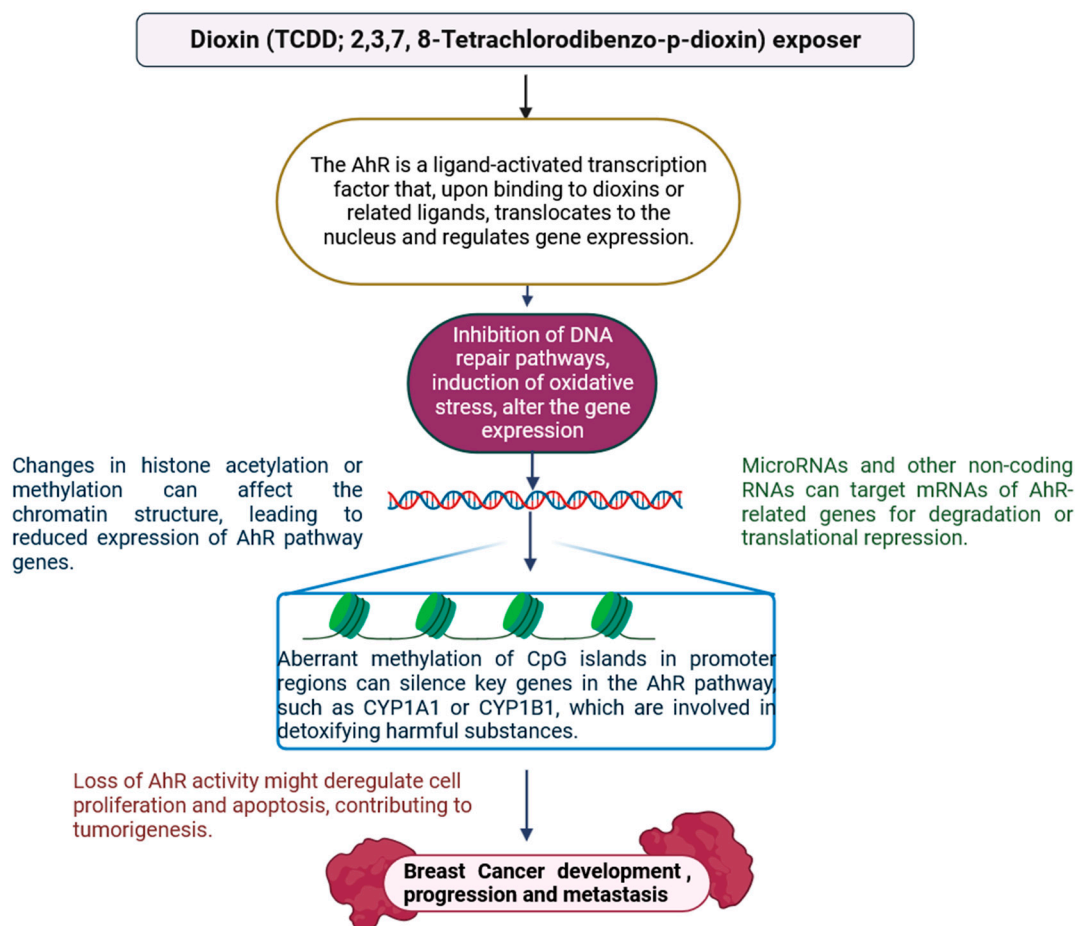 Dioxin (TCDD; 2,3,7, 8-Tetrachlorodibenzo-p-dioxin) exposer
The AhR is a ligand-activated transcription
factor that, upon binding to dioxins or
related ligands, translocates to the
nucleus and regulates gene expression.
Inhibition of DNA
repair pathways,
induction of oxidative
stress, alter the gene
expression
Changes in histone acetylation or
methylation can affect the
chromatin structure, leading to
reduced expression of AhR pathway
genes.
MicroRNAs and other non-coding
RNAs can target mRNAs of AhR-
related genes for degradation or
translational repression.
Aberrant methylation of CpG islands in promoter
regions can silence key genes in the AhR pathway,
such as CYP1A1 or CYP1B1, which are involved in
detoxifying harmful substances.
Loss of AhR activity might deregulate cell
proliferation and apoptosis, contributing to
tumorigenesis.
Breast Cancer development ,
progression and metastasis